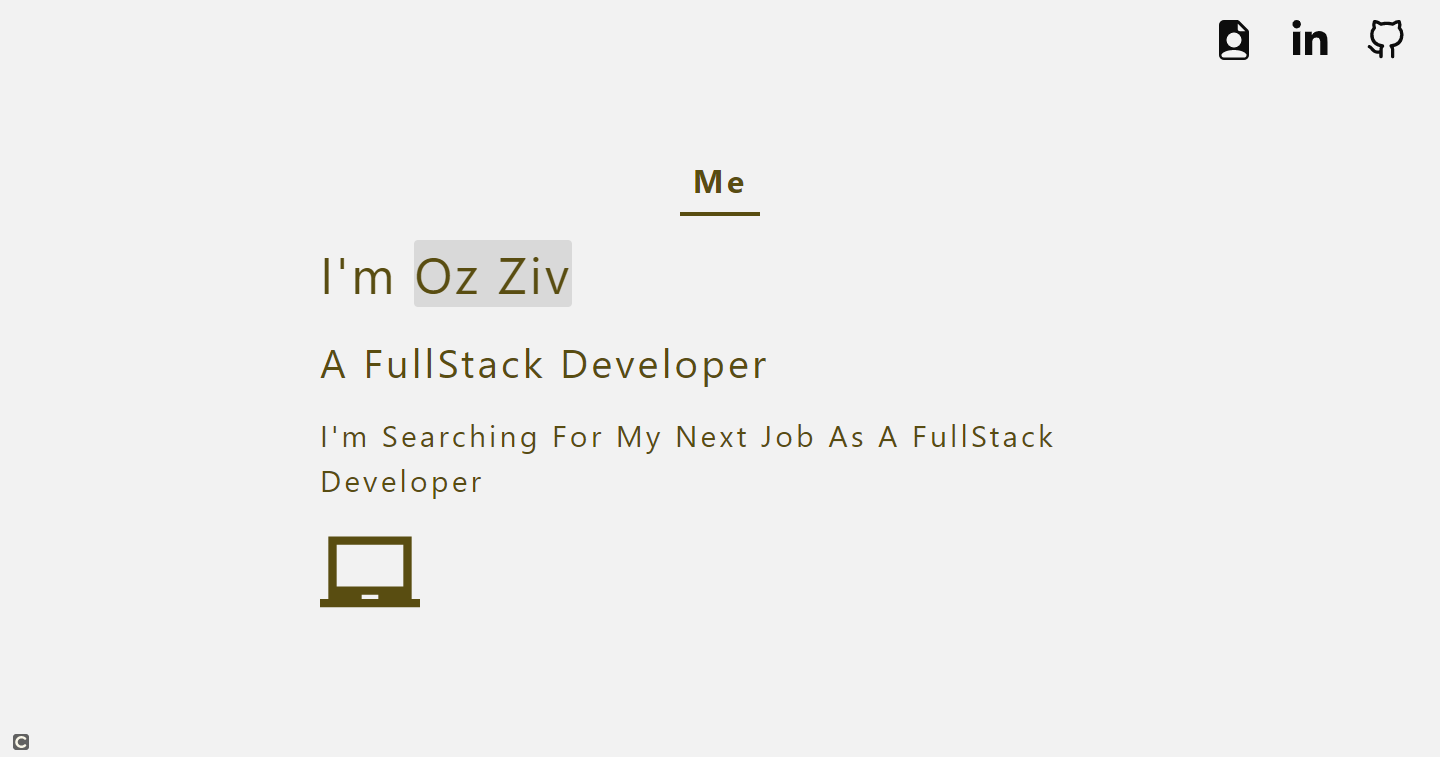 in
Me
I'm Oz Ziv
A FullStack Developer
I'm Searching For My Next Job As A FullStack
Developer
C